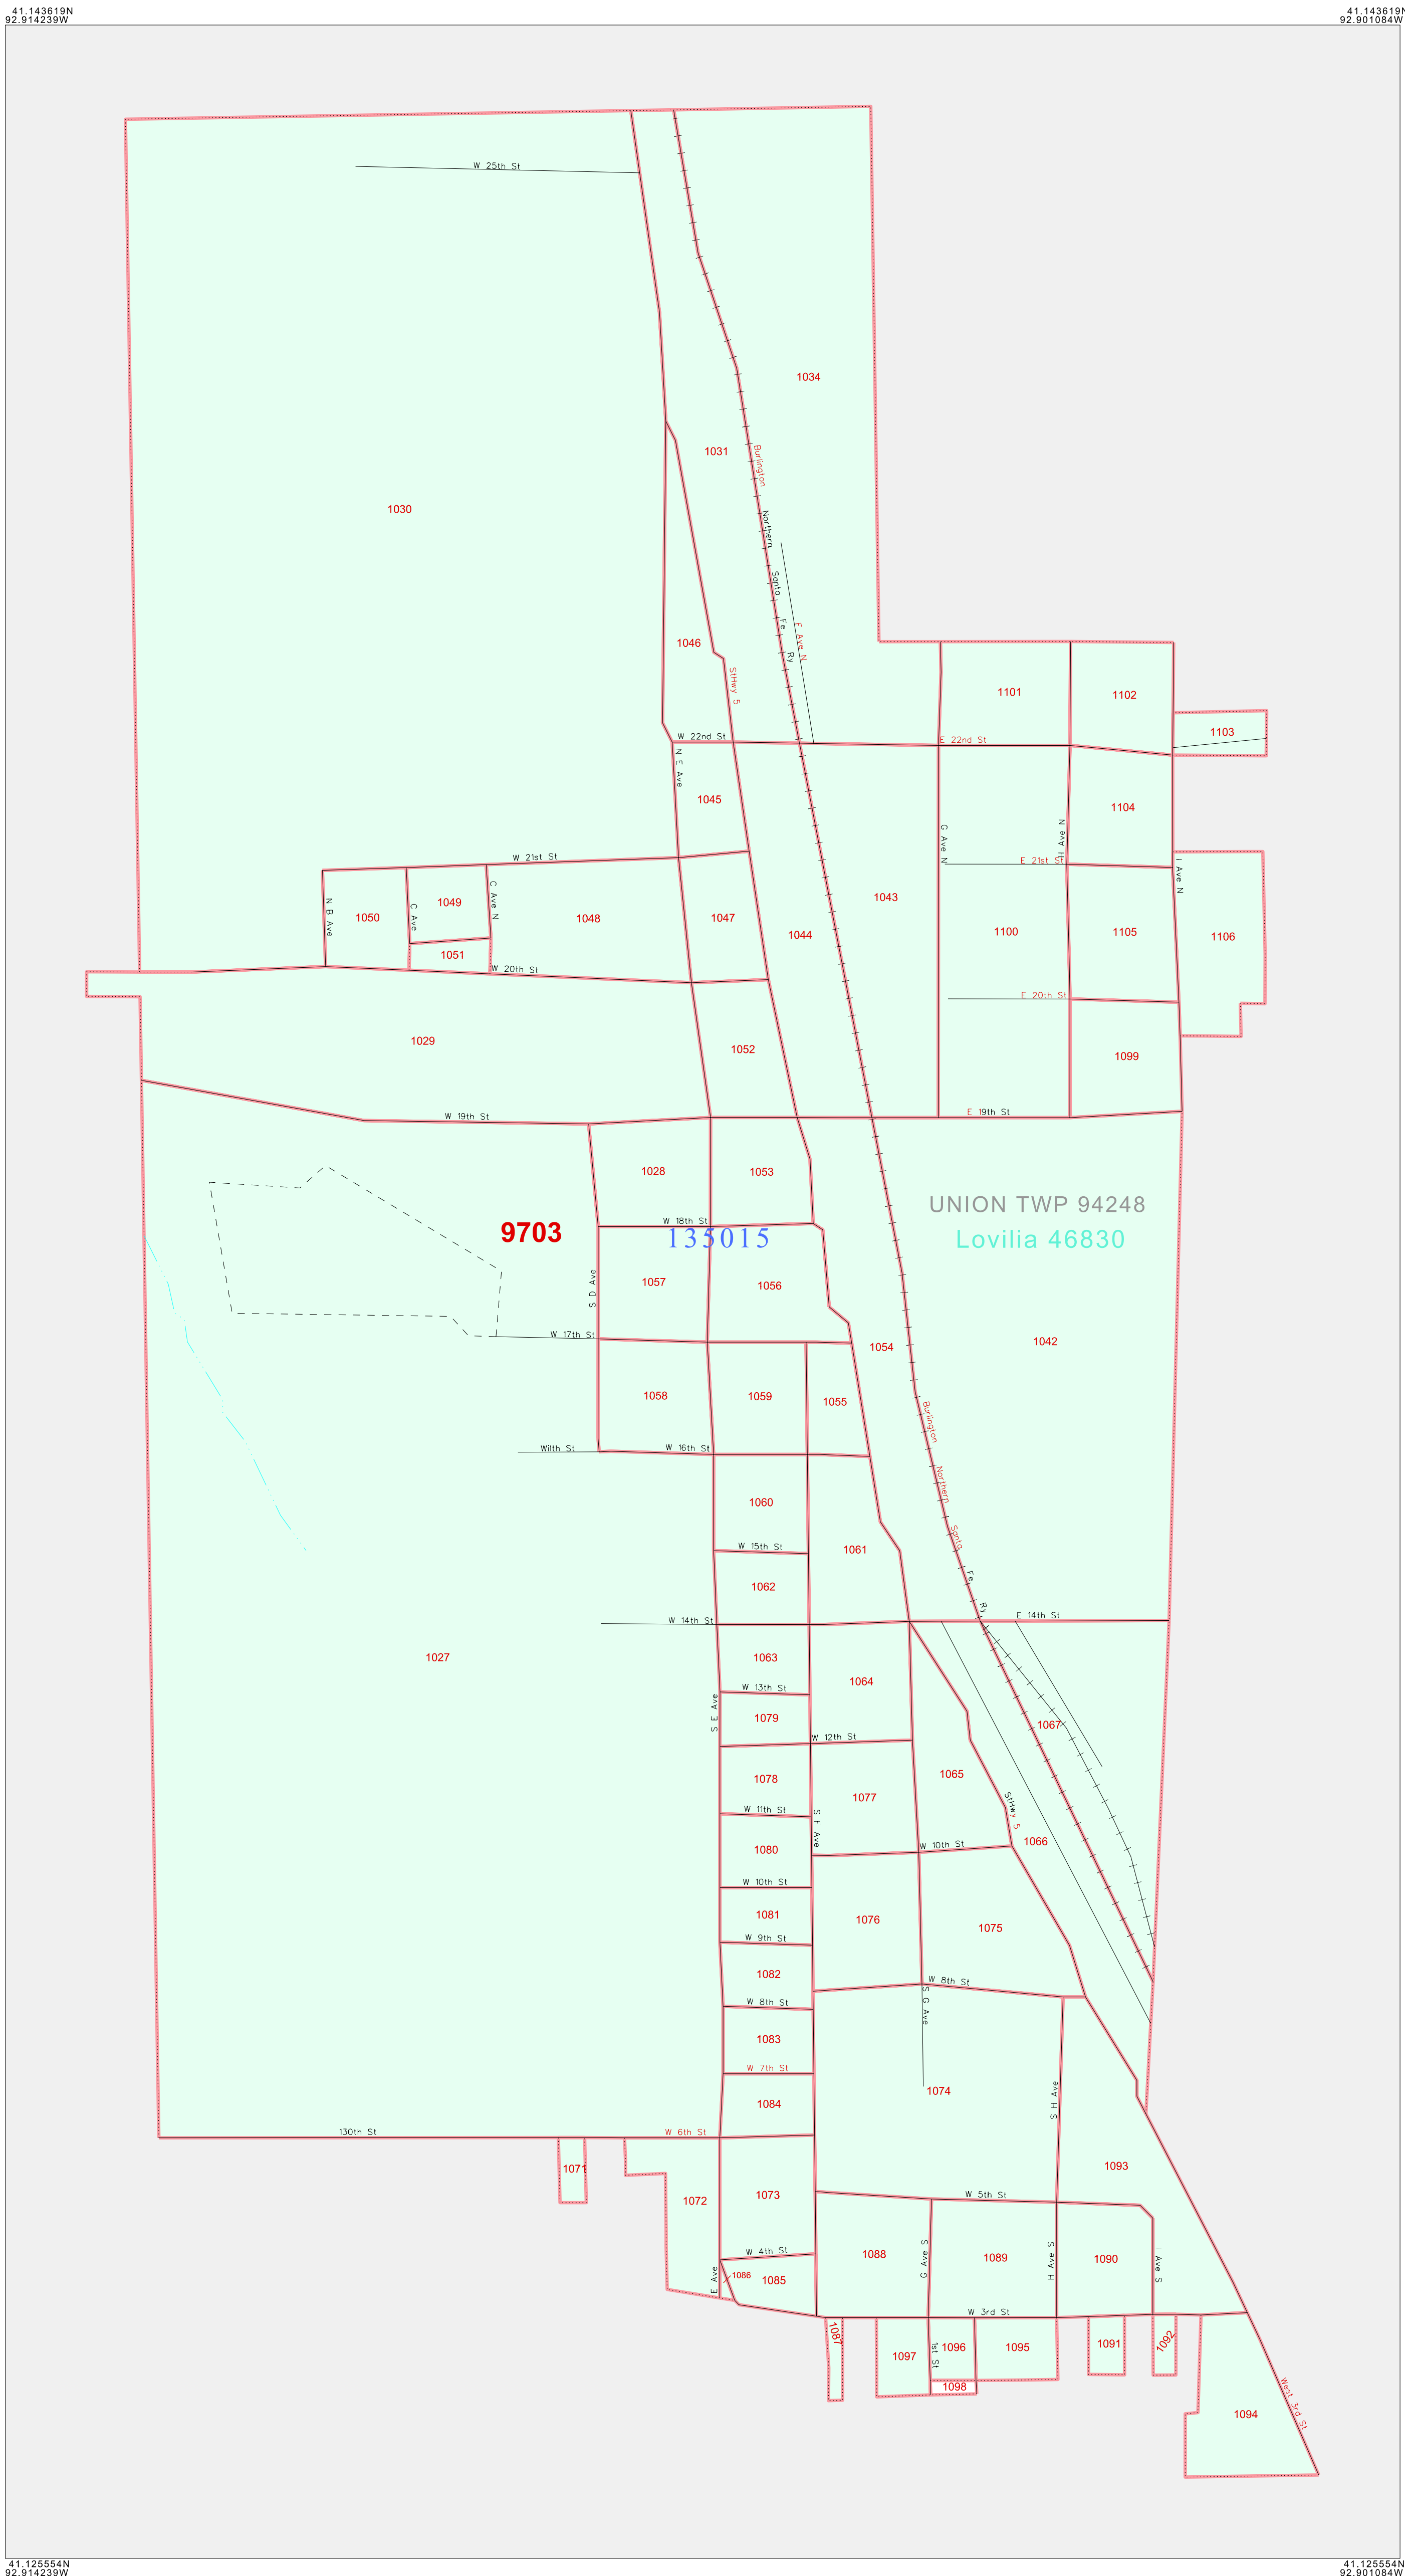 41.143619N
92.914239W
41.143619N
92.901084W
W 25th St
1034
1031
Burlington
1030
Northern
Santa
Fe
Ry
F Ave N
1046
StHwy 5
1101
1102
1103
W 22nd St
E 22nd St
N E Ave
1045
1104
G Ave N
N Ave H
W 21st St
E 21st St
I Ave N
C Ave N
1043
N B Ave
C Ave
1049
1050
1048
1047
1044
1100
1105
1106
1051
W 20th St
E 20th St
1029
1052
1099
W 19th St
E 19th St
1028
1053
UNION TWP 94248
W 18th St
9703
135015
Lovilia 46830
S D Ave
1057
1056
W 17th St
1054
1042
1058
1059
1055
Burlington
Wilth St
W 16th St
Northern
1060
Santa
W 15th St
1061
Fe
1062
Ry
W 14th St
E 14th St
1027
1063
1064
W 13th St
S E Ave
1079
1067
W 12th St
1078
1065
1077
StHwy 5
W 11th St
S F Ave
1066
1080
W 10th St
W 10th St
1081
1076
1075
W 9th St
1082
W 8th St
W 8th St
S G Ave
1083
W 7th St
1074
S H Ave
1084
130th St
W 6th St
1093
1071
1072
1073
W 5th St
W 4th St
1088
G Ave S
1089
H Ave S
1090
I Ave S
E Ave
1086
1085
W 3rd St
1087
1097
1st St
1096
1095
1091
1092
1098
West 3rd St
1094
41.125554N
92.914239W
41.125554N
92.901084W